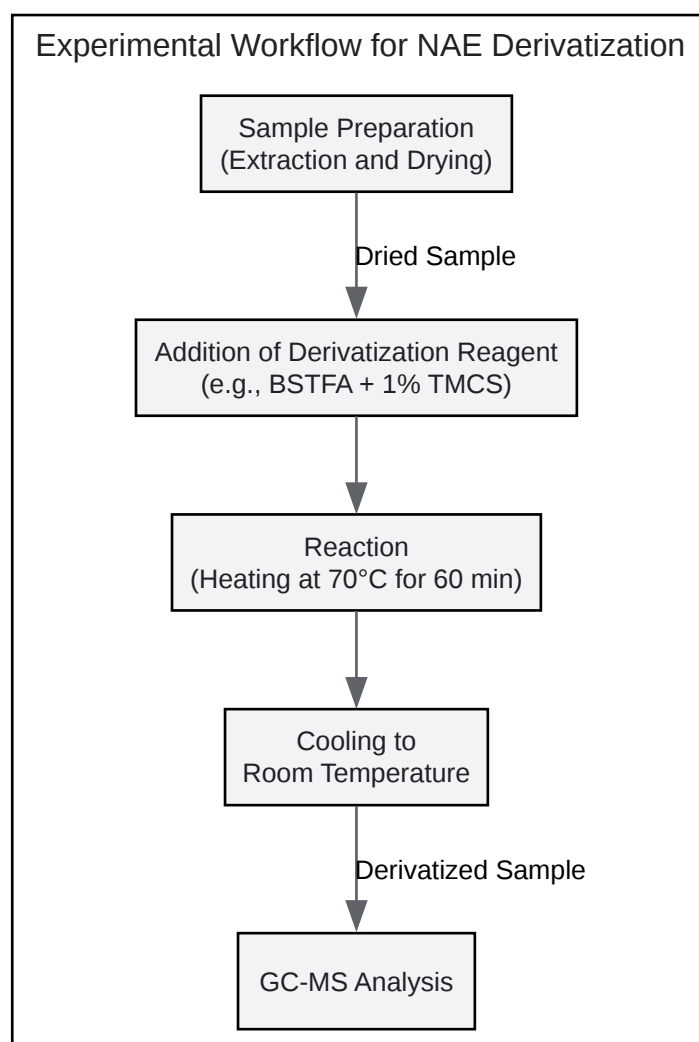 Experimental Workflow for NAE Derivatization
Sample Preparation
(Extraction and Drying)
Dried Sample
Addition of Derivatization Reagent
(e.g., BSTFA + 1% TMCS)
Reaction
(Heating at 70°C for 60 min)
Cooling to
Room Temperature
Derivatized Sample
GC-MS Analysis